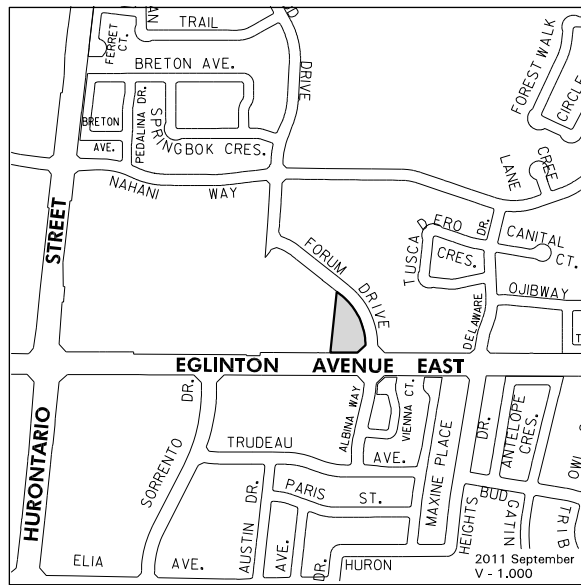 TRAIL
FERRET CT.
BRETON AVE.
DRIVE
FOREST WALK
CIRCLE
BRETON AVE.
PEDALINA DR.
SPRINGBOK CRES.
CREE LANE
NAHANI WAY
STREET
FORUM DRIVE
TUSCADERO CRES.
DR.
CANITAL CT.
OJIBWAY
DELAWARE
EGLINTON AVENUE EAST
HURONTARIO
SORRENTO DR.
TRUDEAU AVE.
ALBINA WAY
VIENNA CT.
MAXINE PLACE
DR.
ANTELOPE CRES.
PARIS ST.
AUSTIN DR.
AVE.
DR.
HURON
HEIGHTS
BUD
GATIN
TRIB
ELIA AVE.
2011 September
V - 1.000